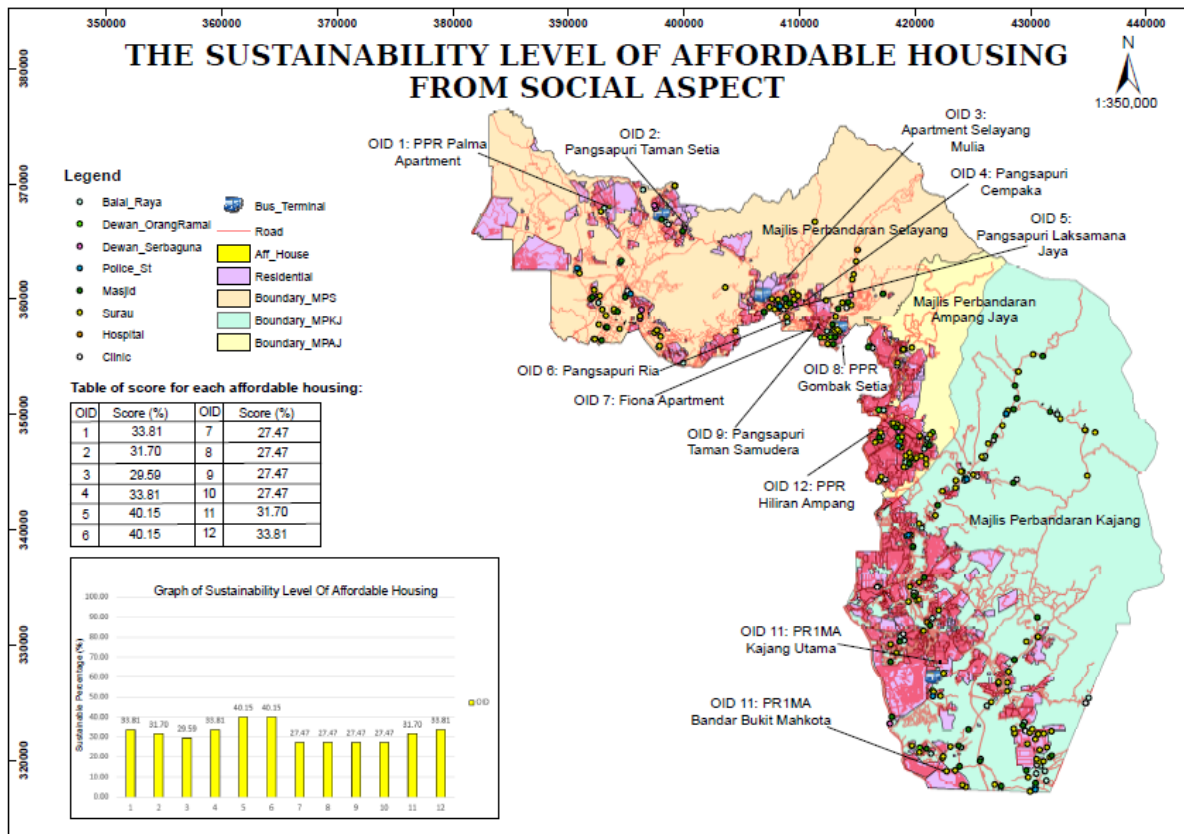 350000 360000 370000 380000 390000 400000 410000 420000 430000 440000
THE SUSTAINABILITY LEVEL OF AFFORDABLE HOUSING
FROM SOCIAL ASPECT
N
1:350,000
380000
370000
360000
350000
340000
330000
320000
OID 1: PPR Palma
Apartment
OID 2:
Pangsapuri Taman Setia
OID 3:
Apartment Selayang
Mulia
OID 4: Pangsapuri
Cempaka
OID 5:
Pangsapuri Laksamana
Jaya
Majlis Perbandaran Selayang
Majlis Perbandaran
Ampang Jaya
OID 6: Pangsapuri Ria
OID 7: Fiona Apartment
OID 8: PPR
Gombak Setia
OID 9: Pangsapuri
Taman Samudera
OID 12: PPR
Hiliran Ampang
Majlis Perbandaran Kajang
OID 11: PR1MA
Kajang Utama
OID 11: PR1MA
Bandar Bukit Mahkota
Legend
Balai_Raya
Dewan_OrangRamai
Dewan_Serbaguna
Police_St
Masjid
Surau
Hospital
Clinic
Bus_Terminal
Road
Aff_House
Residential
Boundary_MPS
Boundary_MPKJ
Boundary_MPAJ
Table of score for each affordable housing:
OID Score (%) OID Score (%)
1 33.81 7 27.47
2 31.70 8 27.47
3 29.59 9 27.47
4 33.81 10 27.47
5 40.15 11 31.70
6 40.15 12 33.81
Graph of Sustainability Level Of Affordable Housing
Sustainable Percentage (%)
100.00
90.00
80.00
70.00
60.00
50.00
40.00
30.00
20.00
10.00
0.00
33.81 31.70 29.59 33.81 40.15 40.15 27.47 27.47 27.47 27.47 31.70 33.81
1 2 3 4 5 6 7 8 9 10 11 12
OID